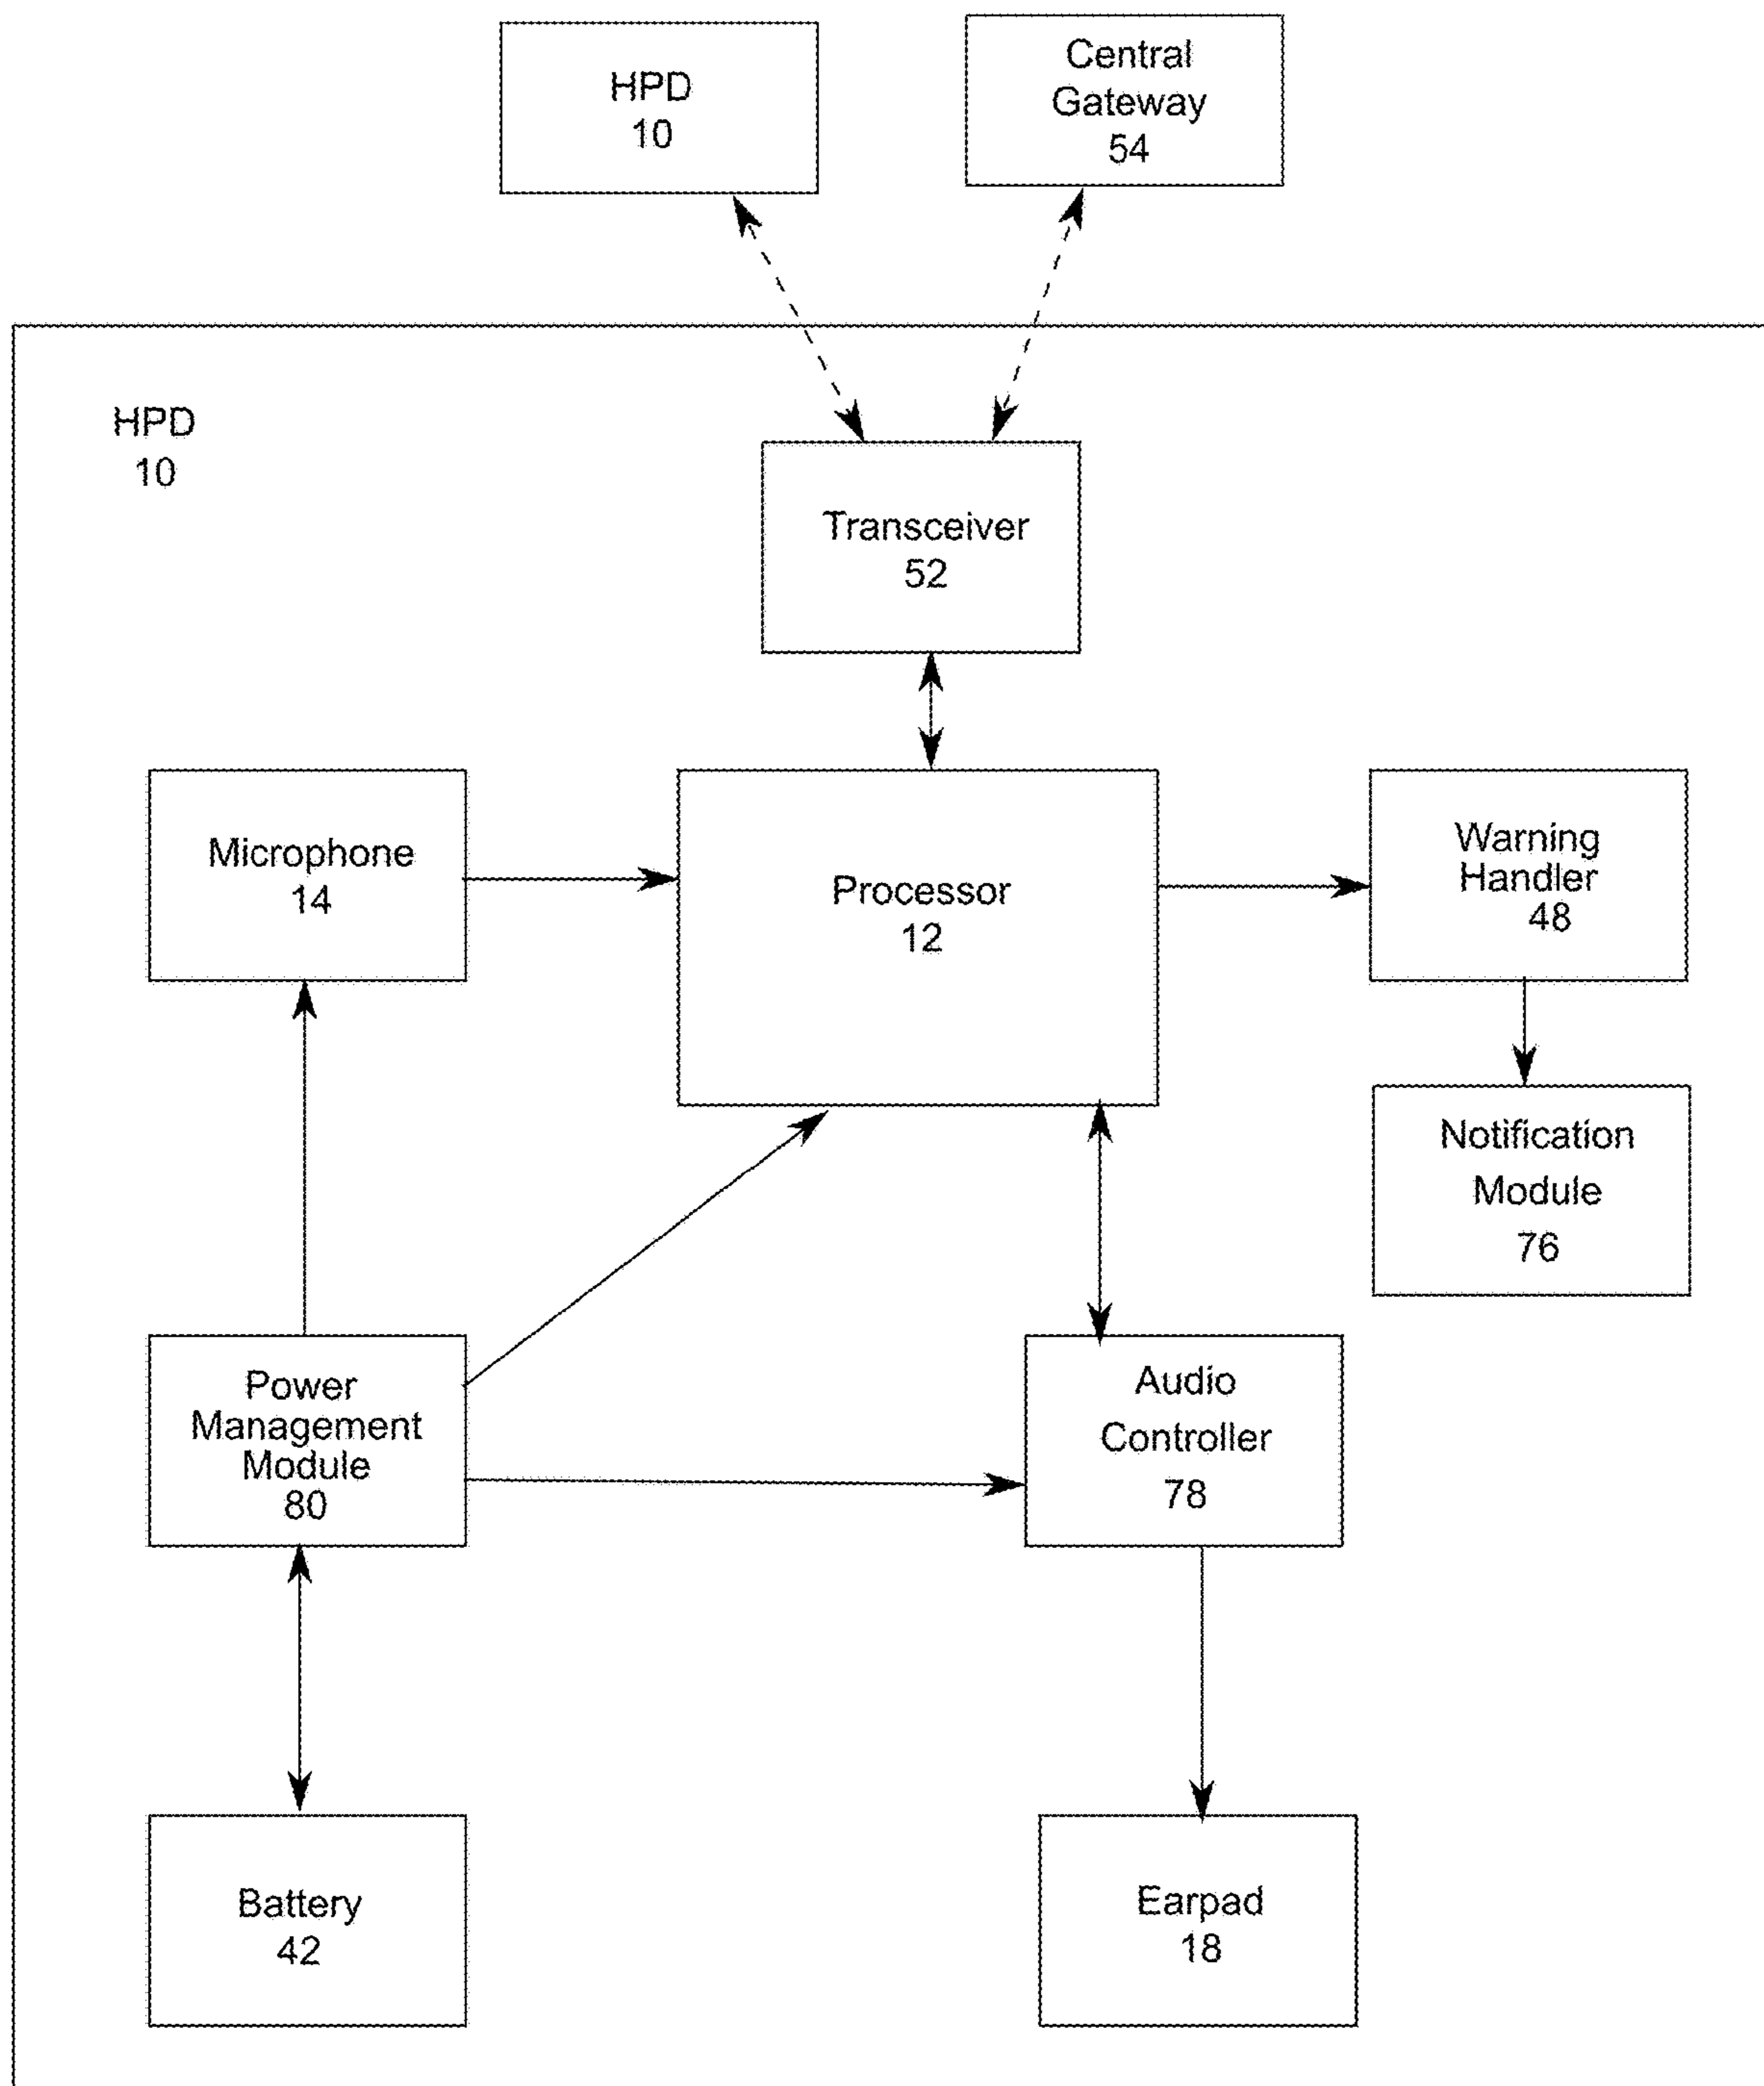 HPD
10
Central
Gateway
54
HPD
10
Transceiver
52
Microphone
14
Processor
12
Warning
Handler
48
Notification
Module
76
Power
Management
Module
80
Audio
Controller
78
Battery
42
Earpad
18